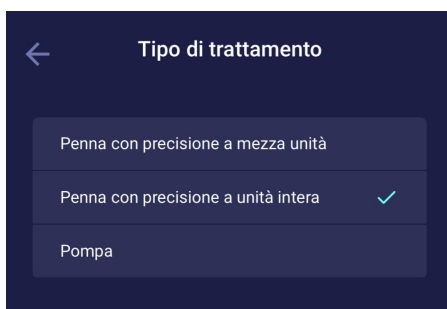 Tipo di trattamento
Penna con precisione a mezza unità
Penna con precisione a unità intera
Pompa